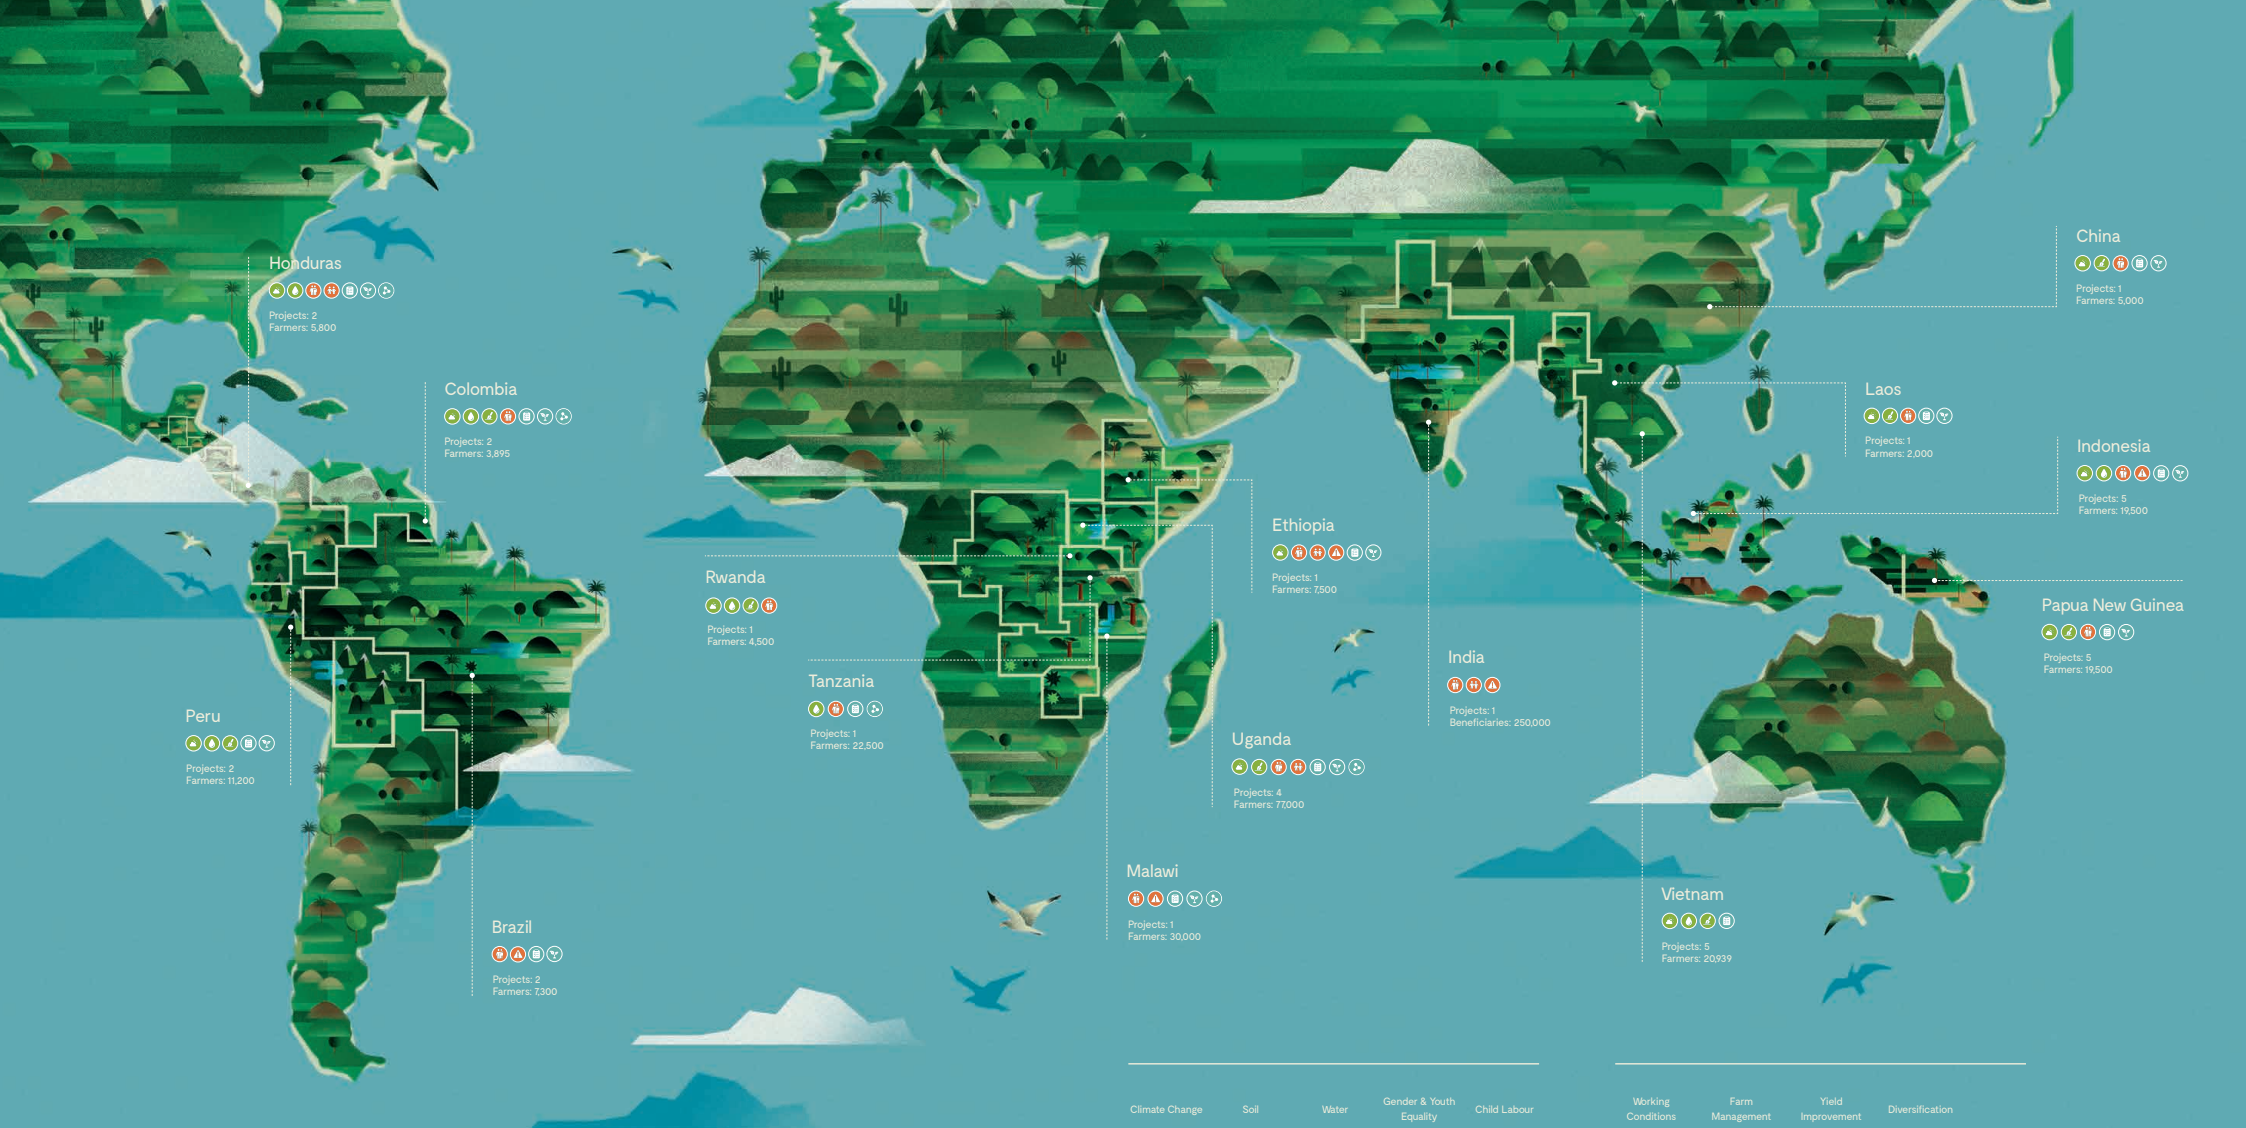 Honduras
Projects: 2
Farmers: 5,800
Colombia
Projects: 2
Farmers: 3,895
Peru
Projects: 2
Farmers: 11,200
Brazil
Projects: 2
Farmers: 7,300
Rwanda
Projects: 1
Farmers: 4,500
Tanzania
Projects: 1
Farmers: 22,500
Ethiopia
Projects: 1
Farmers: 7,500
Uganda
Projects: 4
Farmers: 77,000
Malawi
Projects: 1
Farmers: 30,000
India
Projects: 1
Beneficiaries: 250,000
China
Projects: 1
Farmers: 5,000
Laos
Projects: 1
Farmers: 2,000
Indonesia
Projects: 5
Farmers: 19,500
Papua New Guinea
Projects: 5
Farmers: 19,500
Vietnam
Projects: 5
Farmers: 20,939
Climate Change
Soil
Water
Gender & Youth
Equality
Child Labour
Working
Conditions
Farm
Management
Yield
Improvement
Diversification